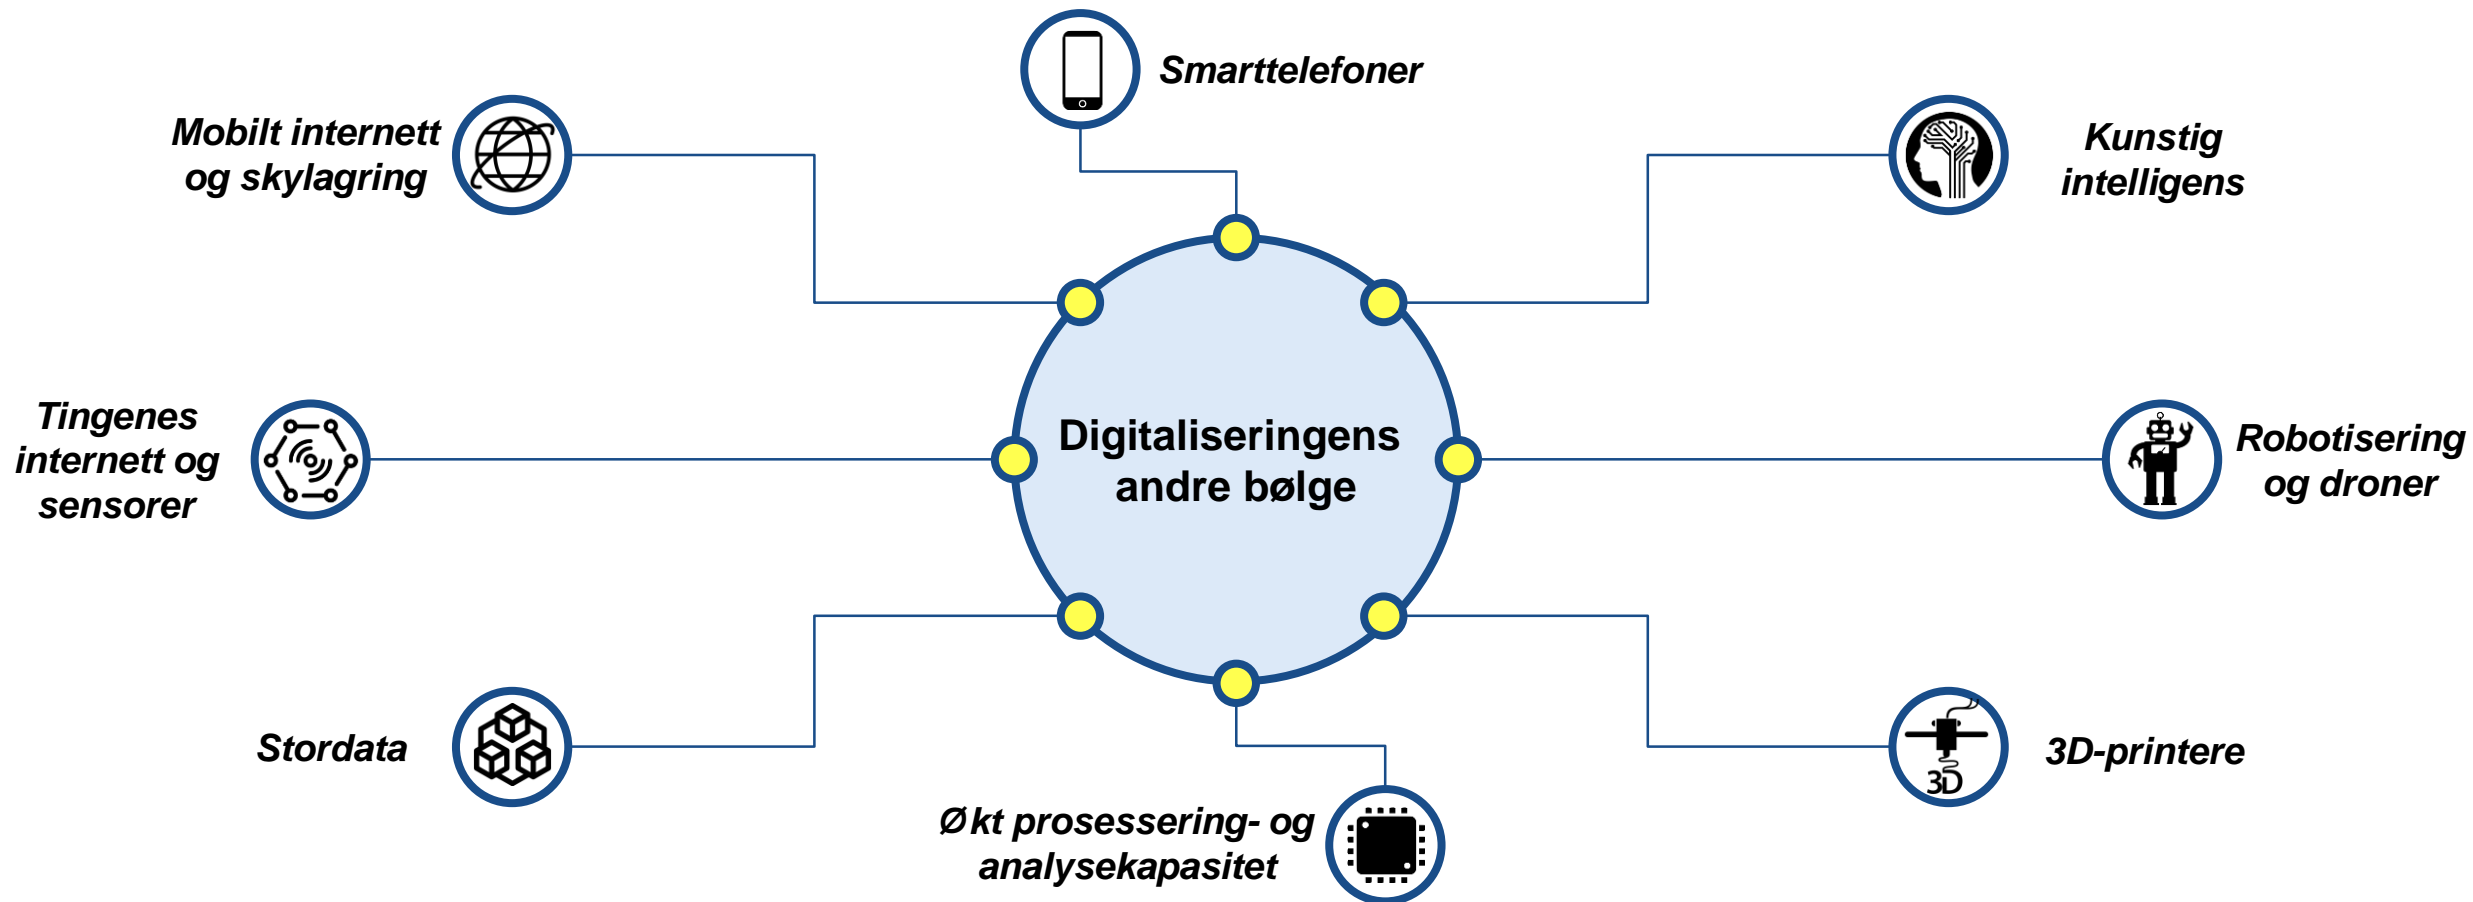 Smarttelefoner
Mobilt internett
og skylagring
Kunstig
intelligens
Tingenes
internett og
sensorer
Digitaliseringens
andre bølge
Robotisering
og droner
Stordata
3D-printere
3D
Økt prosessering- og
analysekapasitet